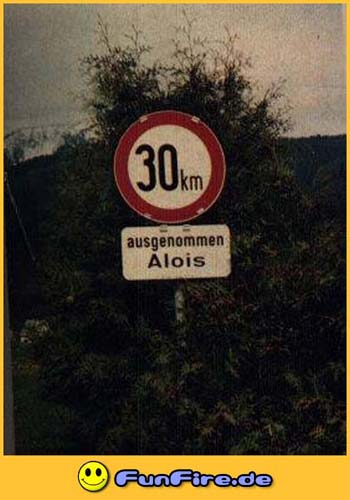 30km
ausgenommen
Alois
FunFire.de